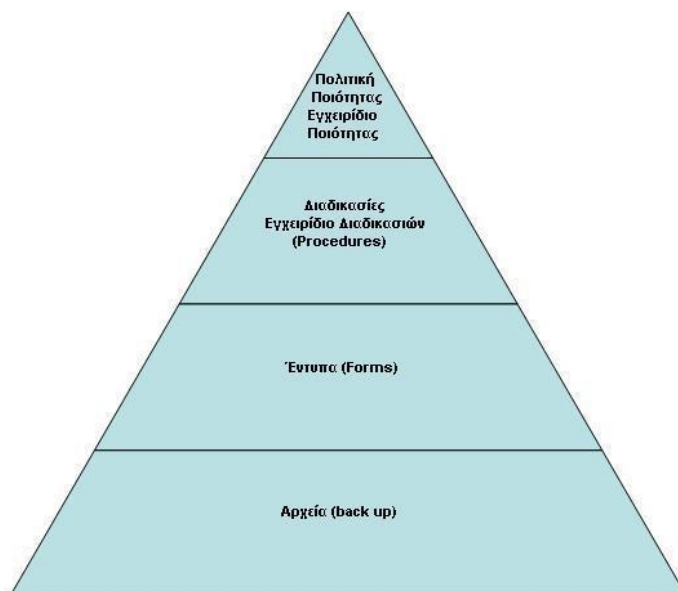 Πολιτική
Ποιότητας
Εγχειρίδιο
Ποιότητας
Διαδικασίες
Εγχειρίδιο Διαδικασιών
(Procedures)
Έντυπα (Forms)
Αρχεία (back up)